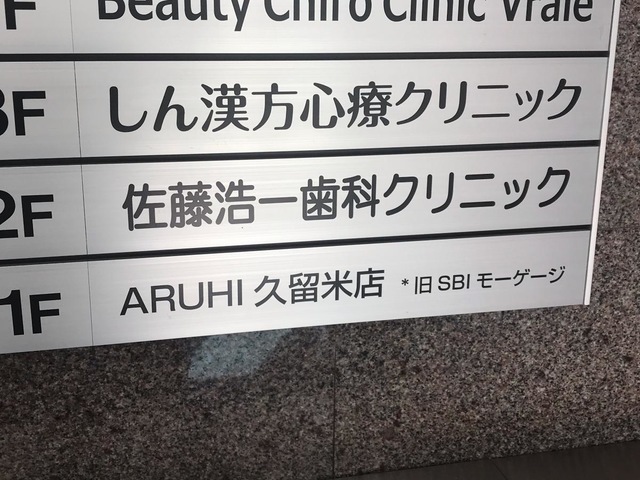 F Beauty Chiro Clinic Vraie
3F しん漢方心療クリニック
2F 佐藤浩一歯科クリニック
1F ARUHI 久留米店 *旧 SBI モーゲージ